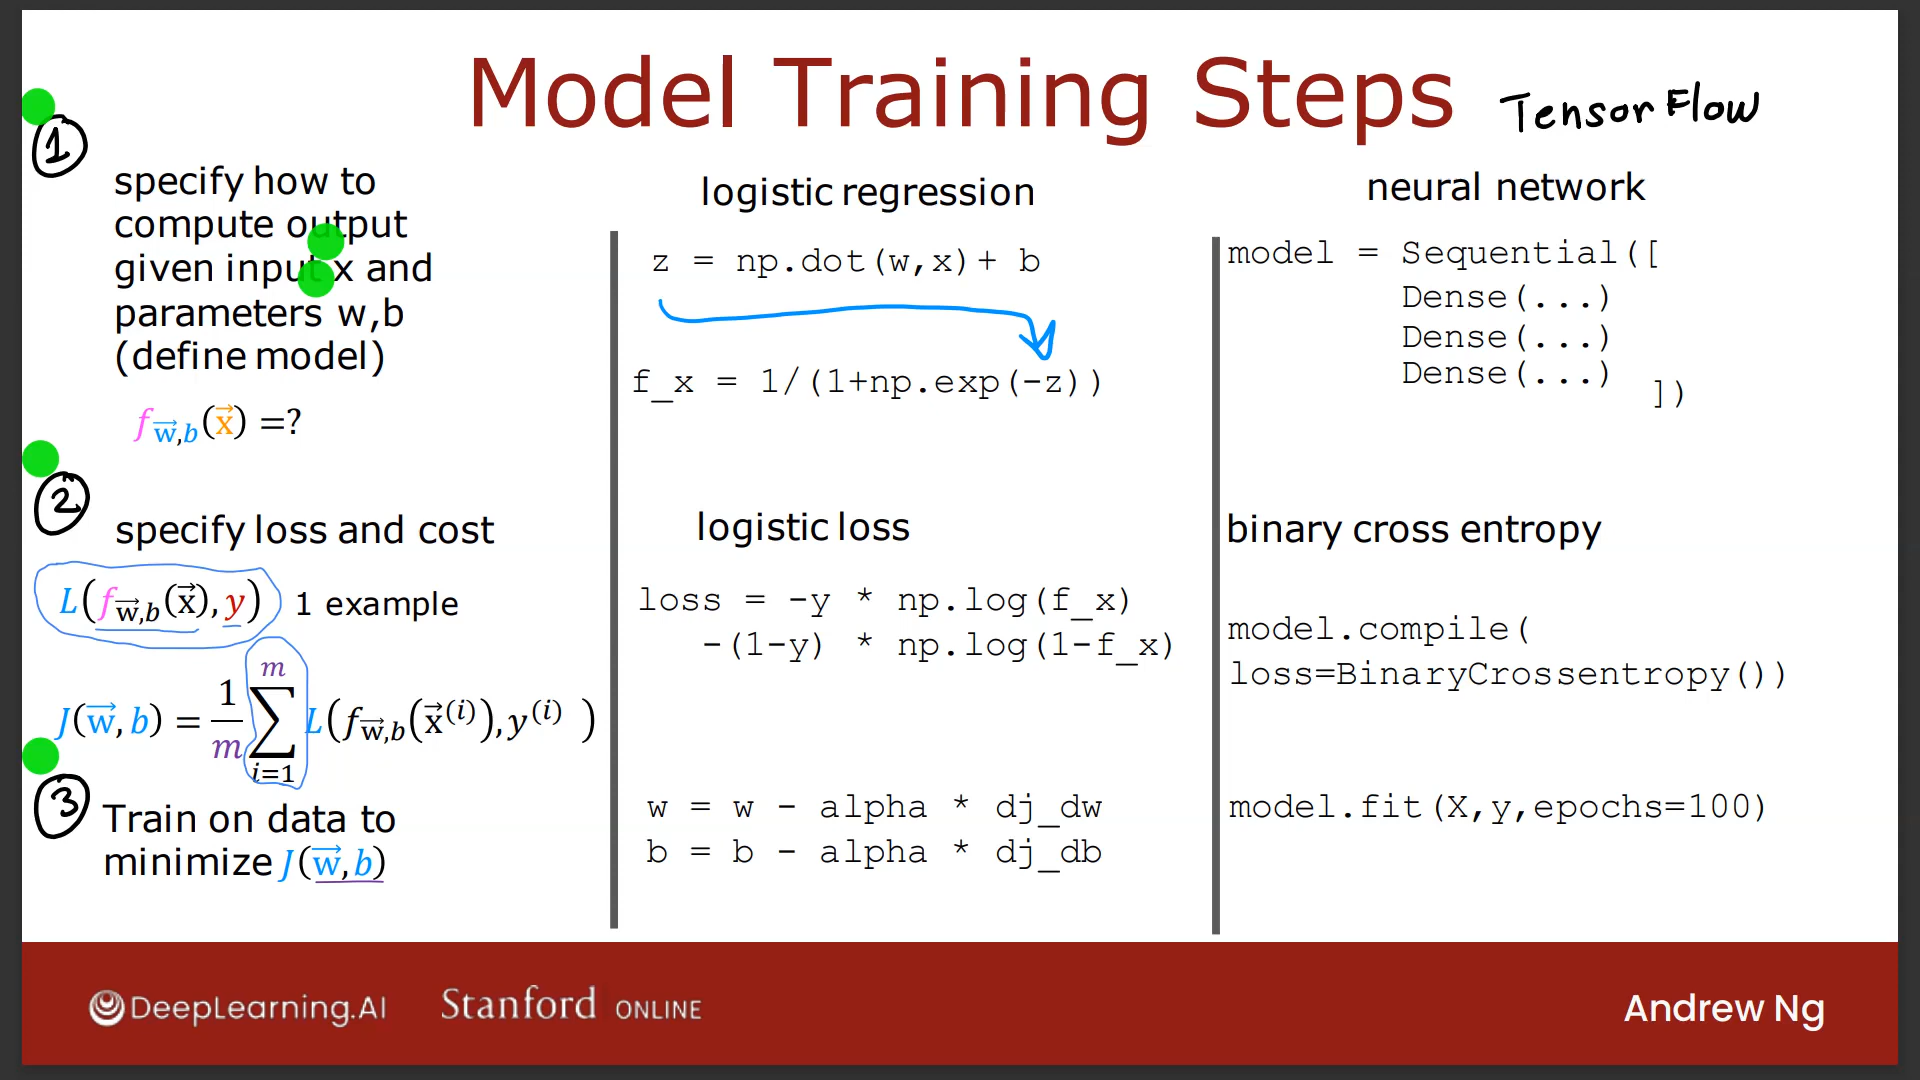 Model Training Steps TensorFlow
1
specify how to
compute output
given input x and
parameters w,b
(define model)
f w⃗,b (x⃗) =?
logistic regression
z = np.dot(w,x)+ b
f_x = 1/(1+np.exp(-z))
neural network
model = Sequential([
Dense(...)
Dense(...)
Dense(...)
])
2
specify loss and cost
L(f w⃗,b (x⃗), y) 1 example
J(w⃗, b) = 1/m ∑ i=1 m L(f w⃗,b (x⃗(i)), y(i) )
logistic loss
loss = -y * np.log(f_x)
-(1-y) * np.log(1-f_x)
binary cross entropy
model.compile(
loss=BinaryCrossentropy())
3
Train on data to
minimize J(w⃗,b)
w = w - alpha * dj_dw
b = b - alpha * dj_db
model.fit(X,y,epochs=100)
DeepLearning.AI Stanford ONLINE Andrew Ng